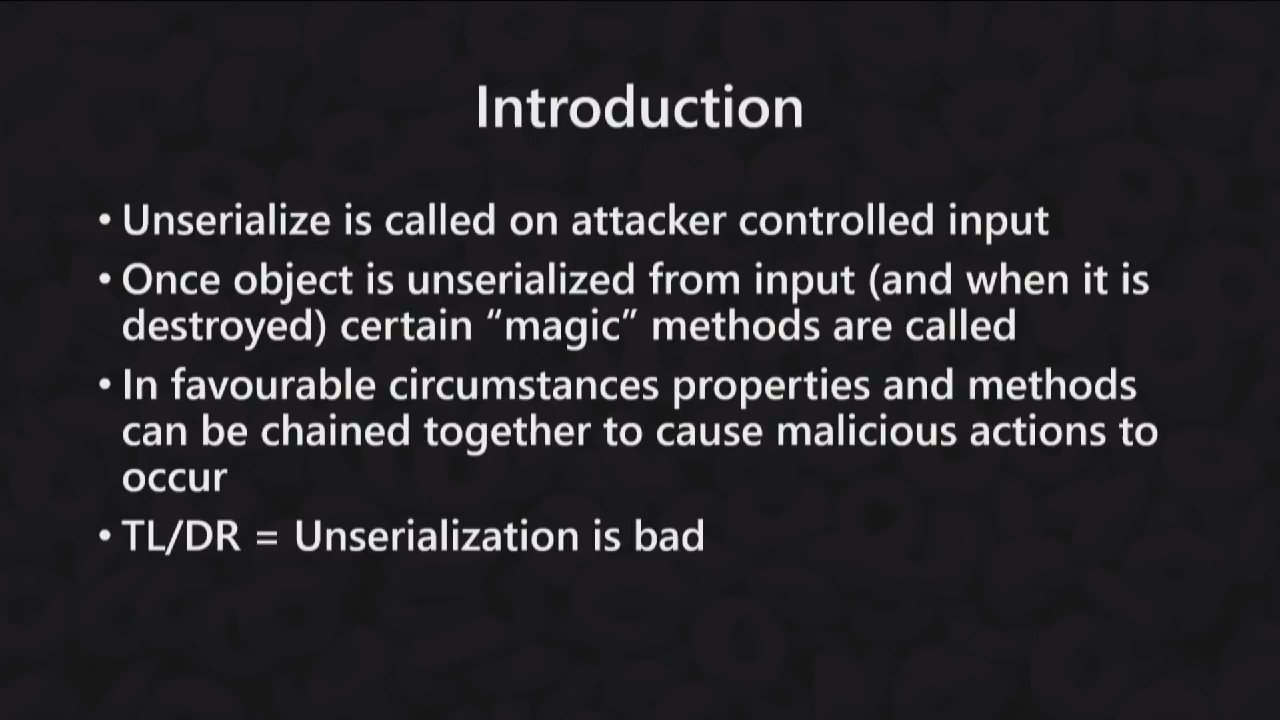 Introduction
• Unserialize is called on attacker controlled input
• Once object is unserialized from input (and when it is
destroyed) certain “magic” methods are called
• In favourable circumstances properties and methods
can be chained together to cause malicious actions to
occur
• TL/DR = Unserialization is bad